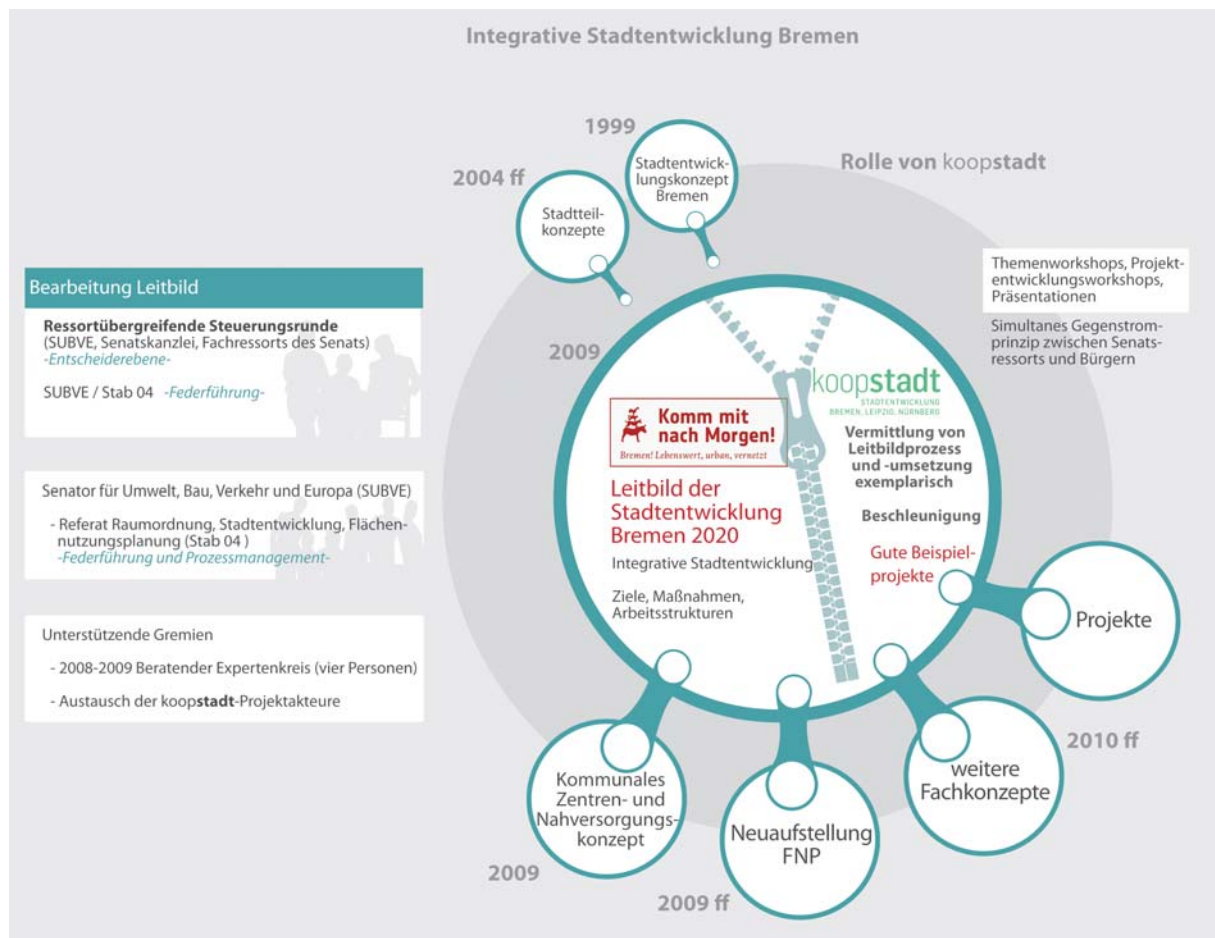 Integrative Stadtentwicklung Bremen
1999
Stadtentwick-
lungskonzept
Bremen
2004 ff
Stadtteil-
konzepte
Rolle von koopstadt
Themenworkshops, Projekt-
entwicklungsworkshops,
Präsentationen
Simultanes Gegenstrom-
prinzip zwischen Senats-
ressorts und Bürgern
Bearbeitung Leitbild
Ressortübergreifende Steuerungsrunde
(SUBVE, Senatskanzlei, Fachressorts des Senats)
-Entscheiderebene-
SUBVE / Stab 04 -Federführung-
Senator für Umwelt, Bau, Verkehr und Europa (SUBVE)
- Referat Raumordnung, Stadtentwicklung, Flächen-
nutzungsplanung (Stab 04 )
-Federführung und Prozessmanagement-
Unterstützende Gremien
- 2008-2009 Beratender Expertenkreis (vier Personen)
- Austausch der koopstadt-Projektakteure
2009
Komm mit
nach Morgen!
Bremen! Lebenswert, urban, vernetzt
Leitbild der
Stadtentwicklung
Bremen 2020
Integrative Stadtentwicklung
Ziele, Maßnahmen,
Arbeitsstrukturen
koopstadt
STADTENTWICKLUNG
BREMEN, LEIPZIG, NÜRNBERG
Vermittlung von
Leitbildprozess
und -umsetzung
exemplarisch
Beschleunigung
Gute Beispiel-
projekte
Projekte
2010 ff
weitere
Fachkonzepte
Neuaufstellung
FNP
2009 ff
Kommunales
Zentren- und
Nahversorgungs-
konzept
2009